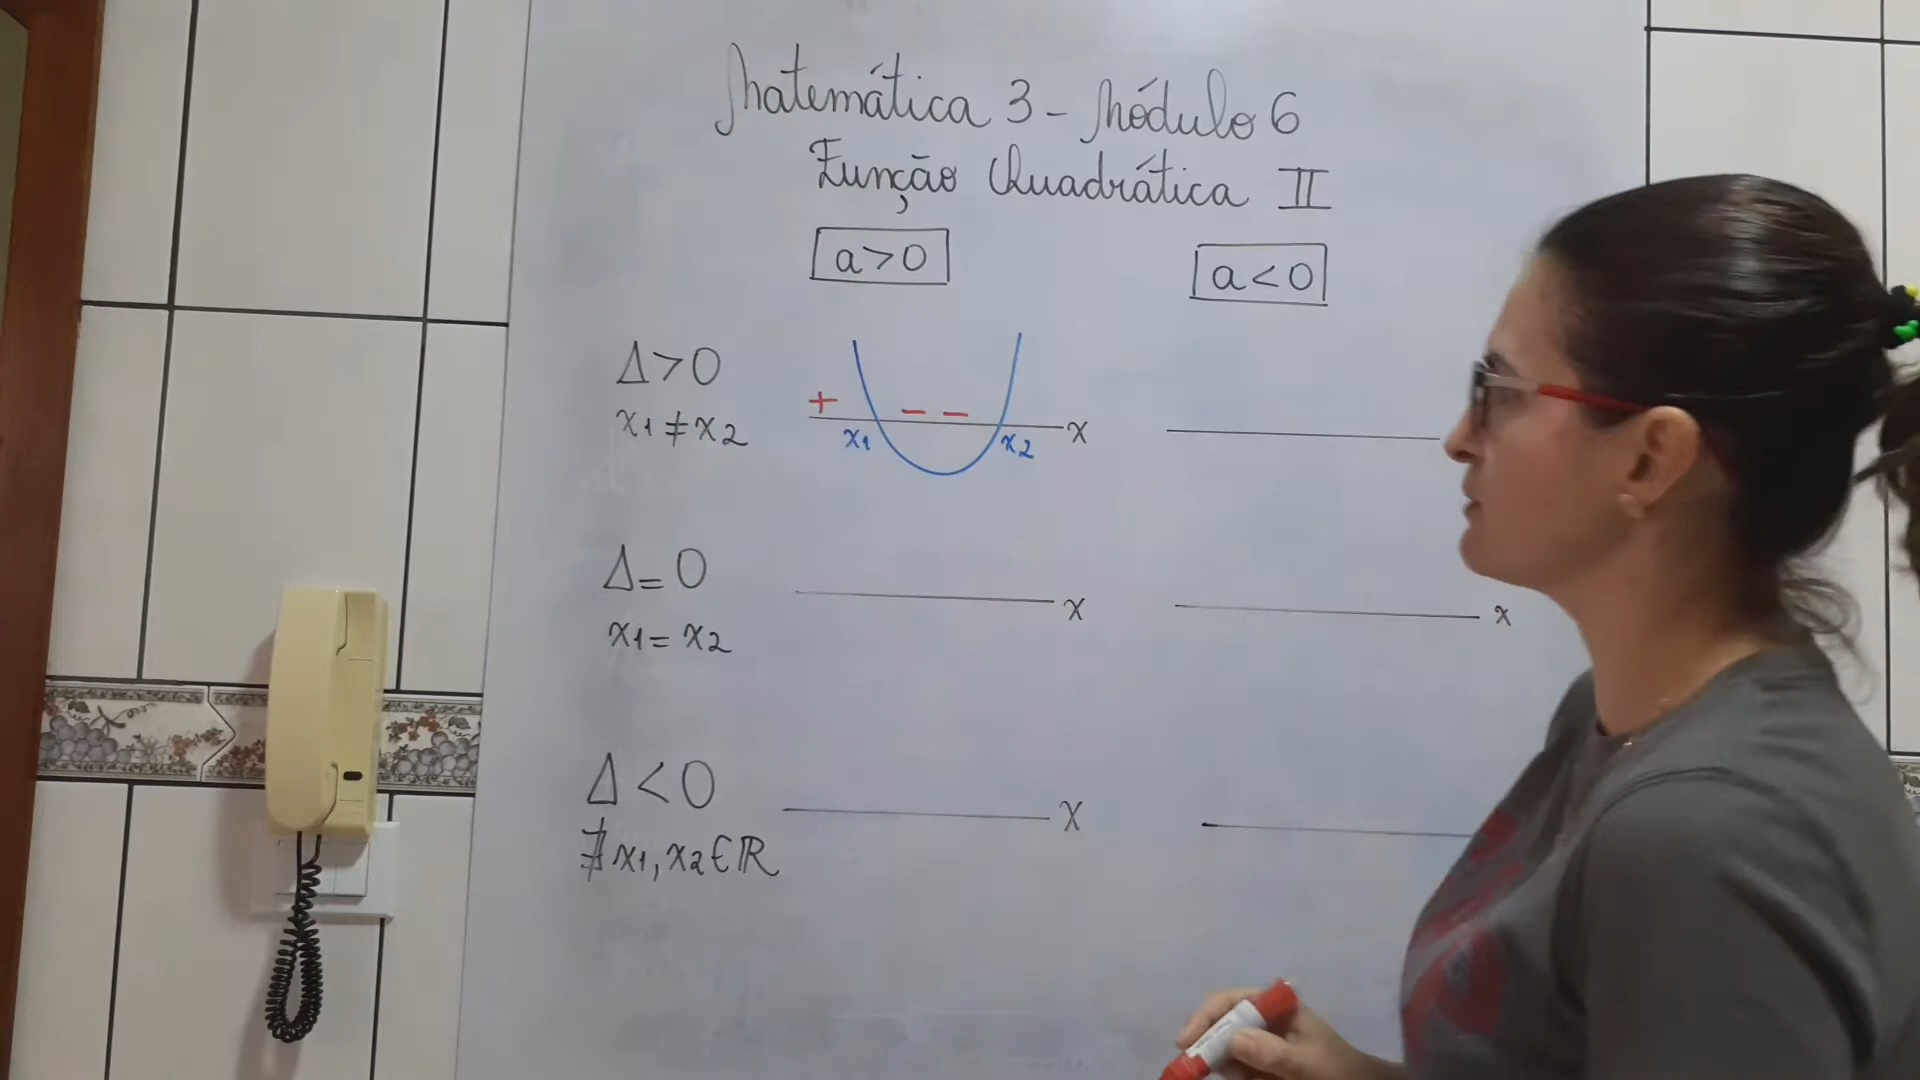 Matemática 3 - Módulo 6
Função Quadrática II
a > 0
a < 0
Δ > 0
x1 ≠ x2
+ − −
x1 x2 x
Δ = 0
x1 = x2
x
x
Δ < 0
∄ x1, x2 ∈ ℝ
x